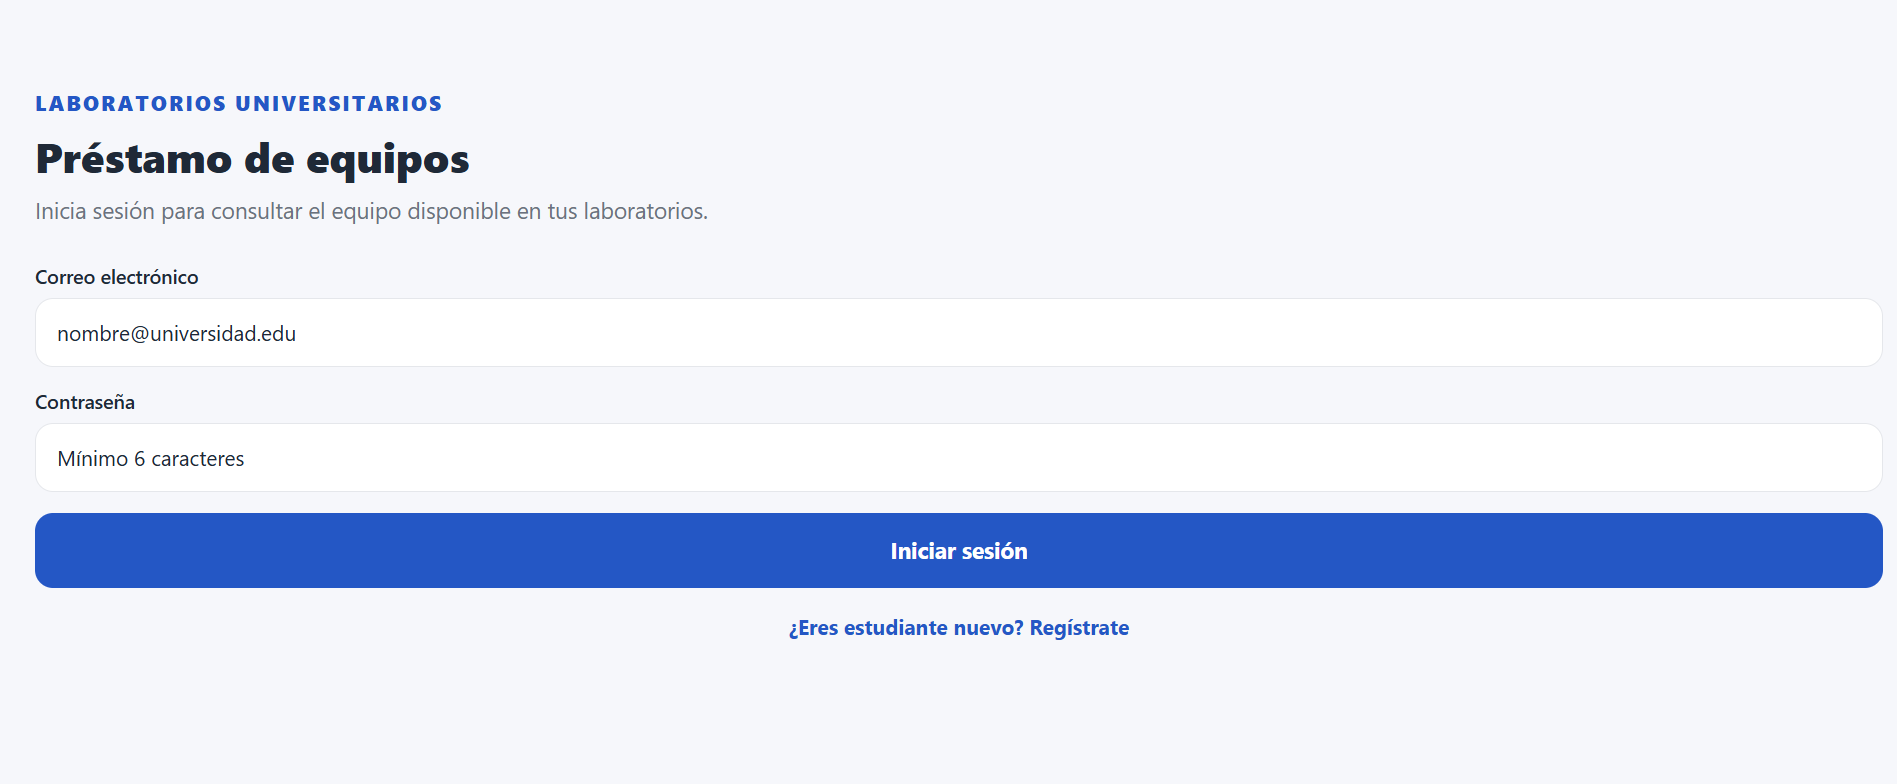 LABORATORIOS UNIVERSITARIOS
Préstamo de equipos
Inicia sesión para consultar el equipo disponible en tus laboratorios.
Correo electrónico
nombre@universidad.edu
Contraseña
Mínimo 6 caracteres
Iniciar sesión
¿Eres estudiante nuevo? Regístrate